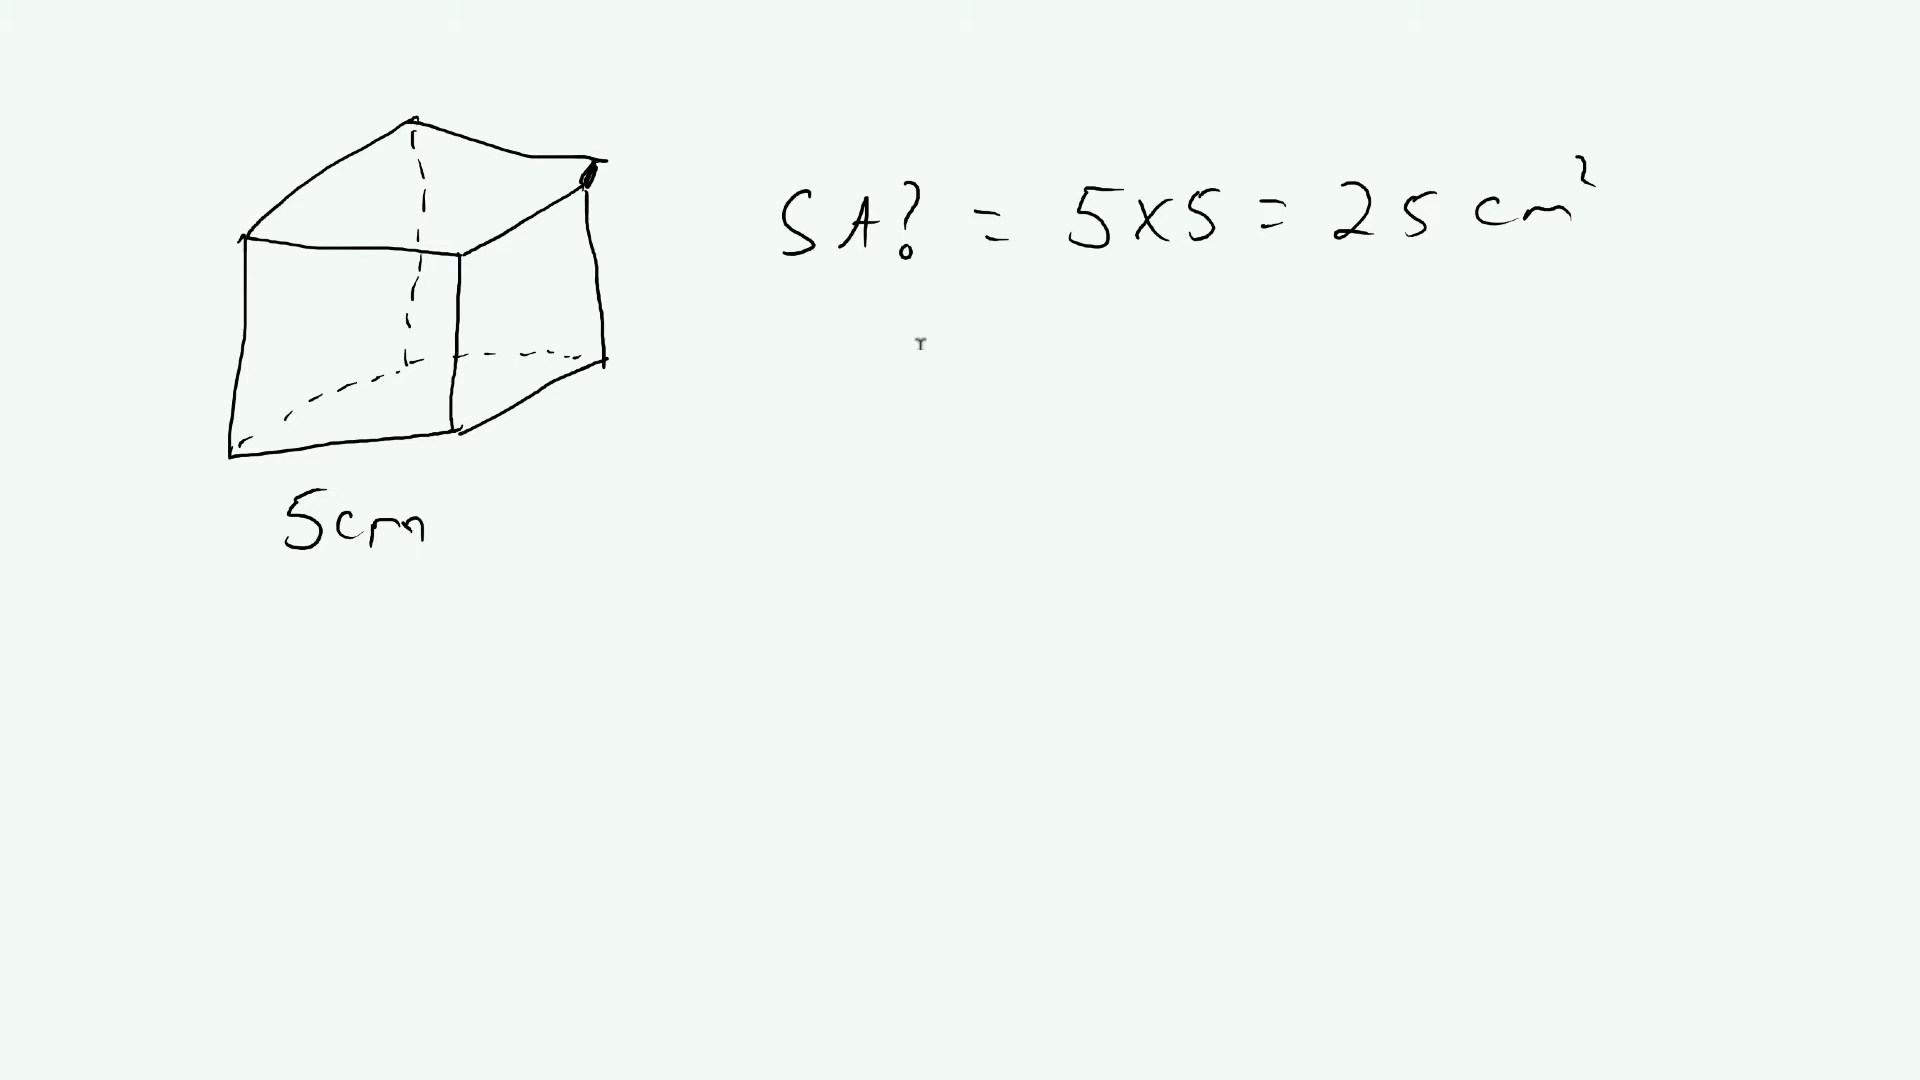 SA? = 5x5 = 25 cm²
5cm